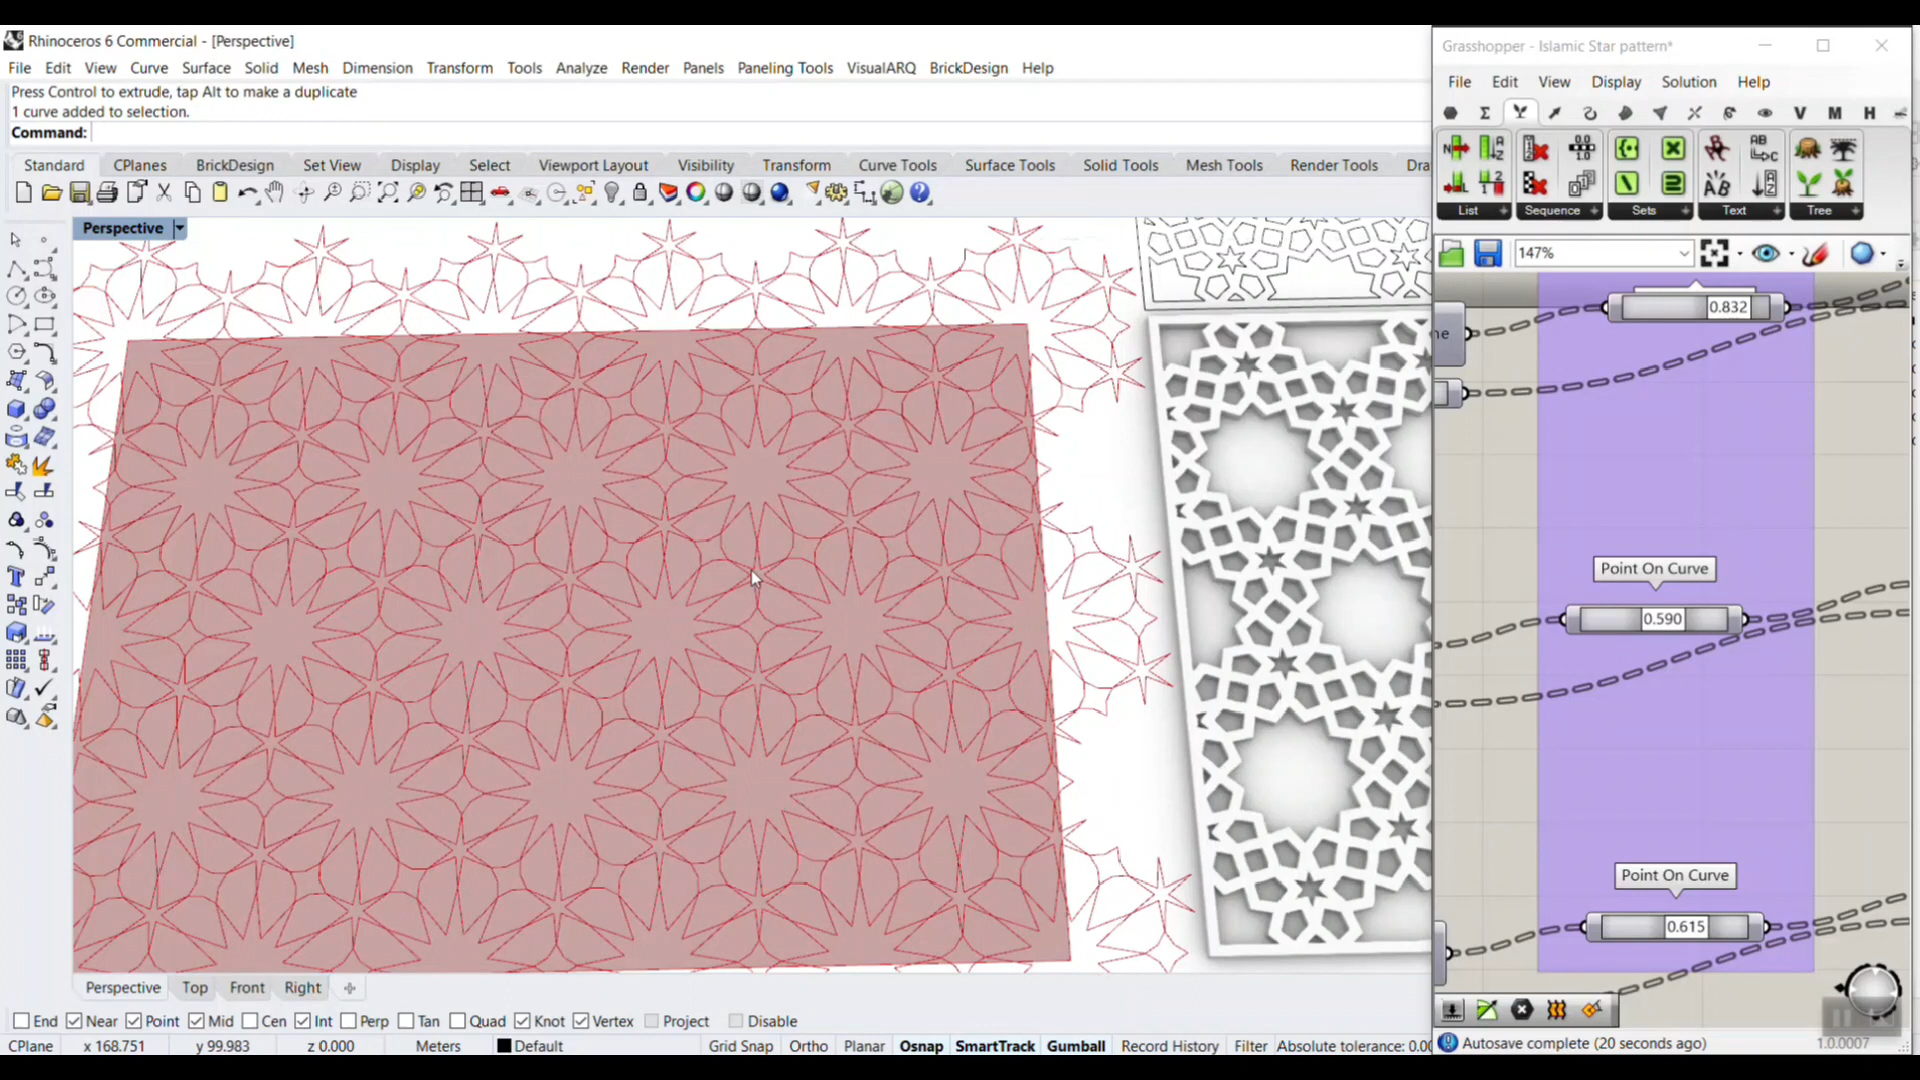 Rhinoceros 6 Commercial - [Perspective]
File Edit View Curve Surface Solid Mesh Dimension Transform Tools Analyze Render Panels Paneling Tools VisualARQ BrickDesign Help
Press Control to extrude, tap Alt to make a duplicate
1 curve added to selection.
Command:
Standard CPlanes BrickDesign Set View Display Select Viewport Layout Visibility Transform Curve Tools Surface Tools Solid Tools Mesh Tools Render Tools Dra
Perspective
Perspective Top Front Right
End Near Point Mid Cen Int Perp Tan Quad Knot Vertex Project Disable
CPlane x 168.751 y 99.983 z 0.000 Meters Default Grid Snap Ortho Planar Osnap SmartTrack Gumball Record History Filter Absolute tolerance: 0.00
Grasshopper - Islamic Star pattern*
File Edit View Display Solution Help
V M H
List Sequence Sets Text Tree
147%
0.832
ne
Point On Curve
0.590
Point On Curve
0.615
Autosave complete (20 seconds ago) 1.0.0007